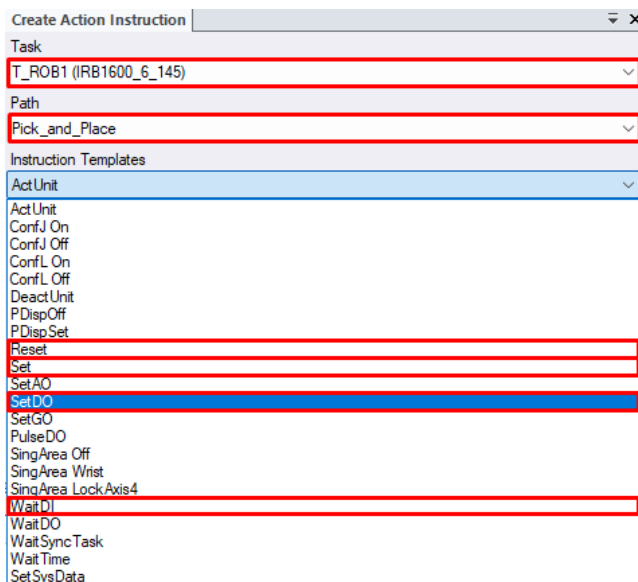 Create Action Instruction
Task
T_ROB1 (IRB1600_6_145)
Path
Pick_and_Place
Instruction Templates
ActUnit
ActUnit
ConfJ On
ConfJ Off
ConfL On
ConfL Off
DeactUnit
PDispOff
PDispSet
Reset
Set
SetAO
SetDO
SetGO
PulseDO
SingArea Off
SingArea Wrist
SingArea LockAxis4
WaitDI
WaitDO
WaitSyncTask
WaitTime
SetSysData